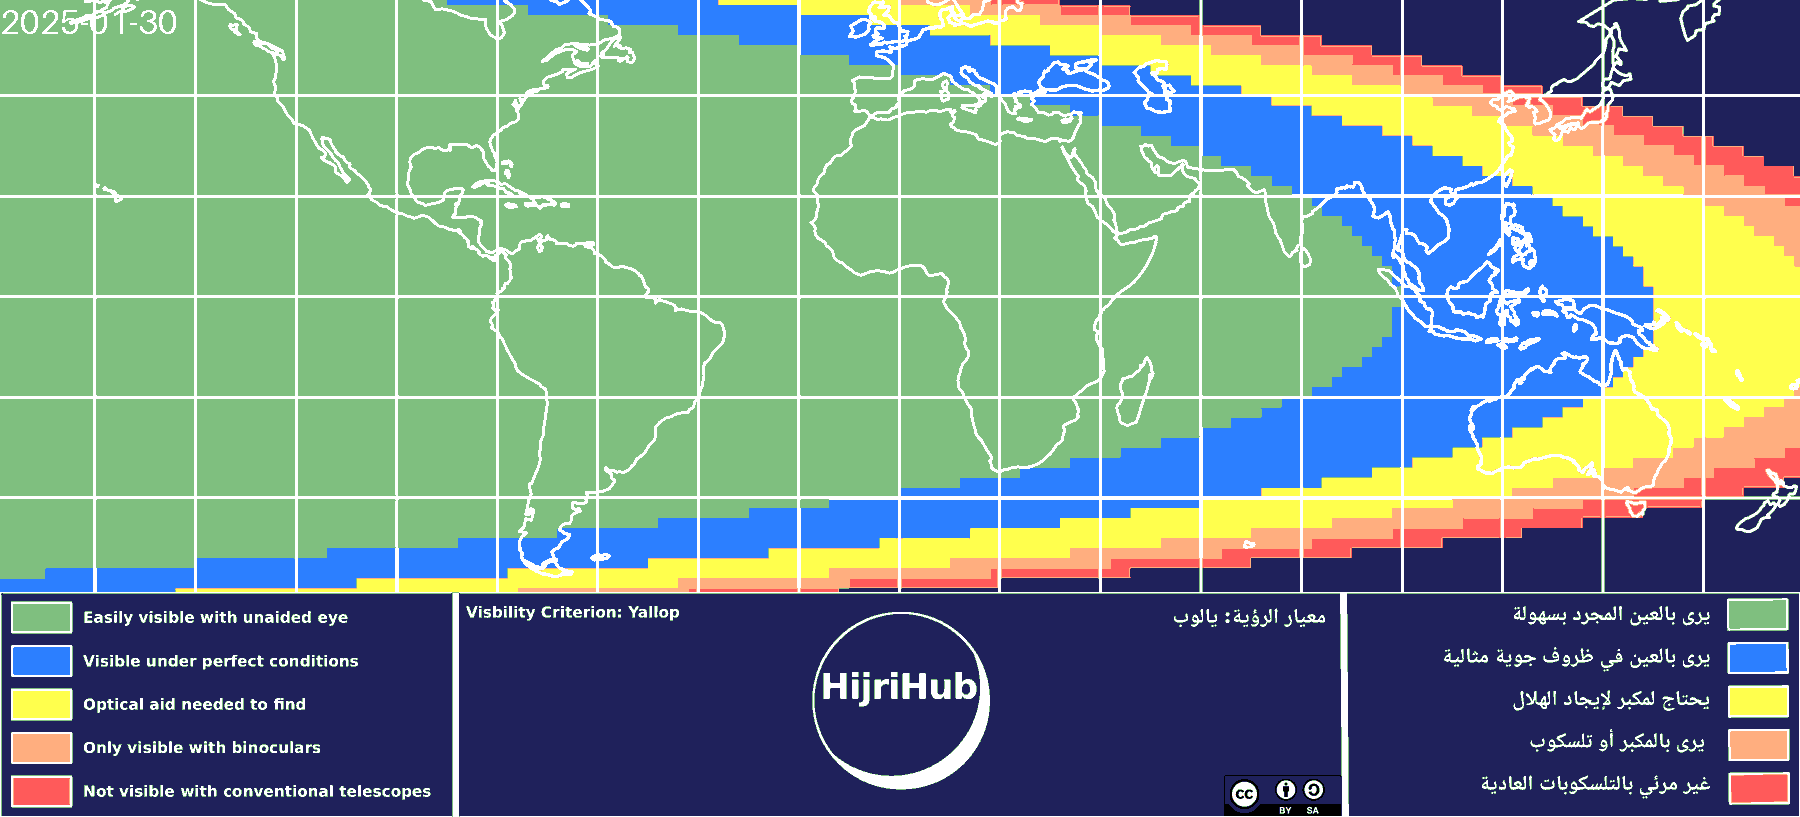 2025-01-30
Easily visible with unaided eye
Visible under perfect conditions
Optical aid needed to find
Only visible with binoculars
Not visible with conventional telescopes
Visbility Criterion: Yallop
معيار الرؤية: يالوب
HijriHub
cc
BY SA
يرى بالعين المجرد بسهولة
يرى بالعين في ظروف جوية مثالية
يحتاج لمكبر لإيجاد الهلال
يرى بالمكبر أو تلسكوب
غير مرئي بالتلسكوبات العادية